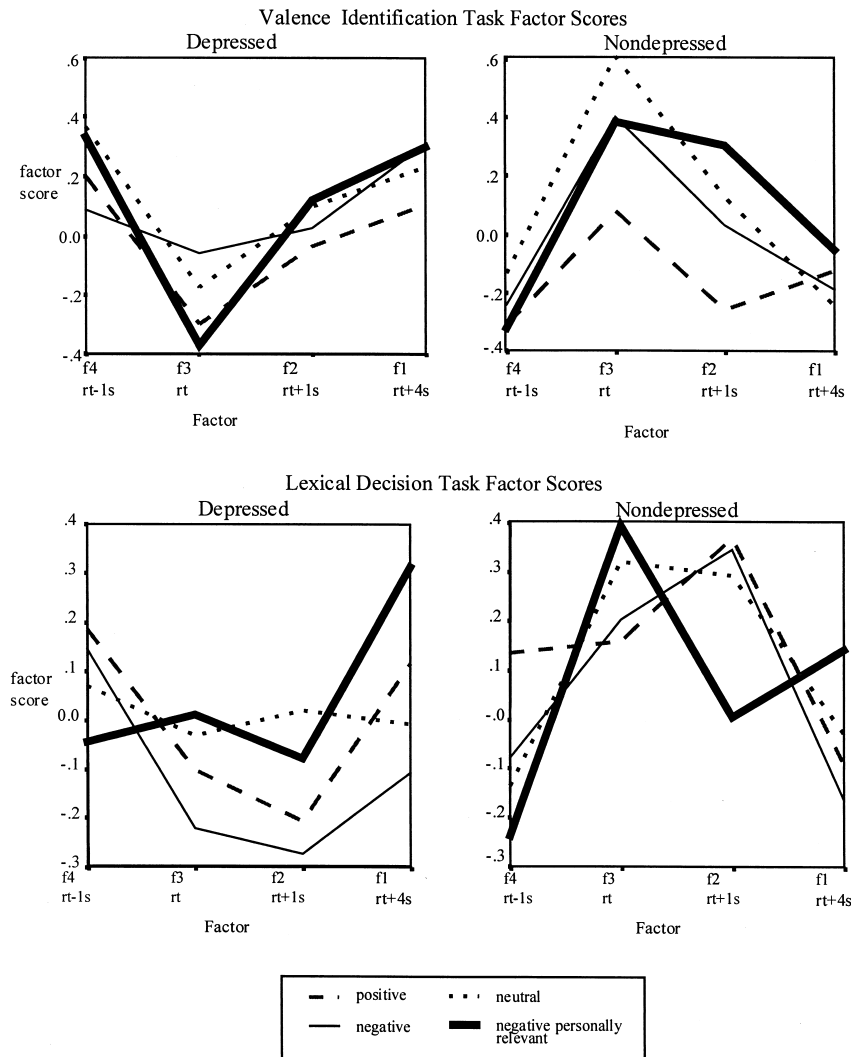 Valence Identification Task Factor Scores
Depressed
Nondepressed
.6
.4
.2
0.0
-.2
-.4
factor
score
f4
rt-1s
f3
rt
f2
rt+1s
f1
rt+4s
Factor
.6
.4
.2
0.0
-.2
-.4
f4
rt-1s
f3
rt
f2
rt+1s
f1
rt+4s
Factor
Lexical Decision Task Factor Scores
Depressed
Nondepressed
.4
.3
.2
.1
0.0
-.1
-.2
-.3
factor
score
f4
rt-1s
f3
rt
f2
rt+1s
f1
rt+4s
Factor
.4
.3
.2
.1
-.0
-.1
-.2
-.3
f4
rt-1s
f3
rt
f2
rt+1s
f1
rt+4s
Factor
positive
neutral
negative
negative personally
relevant